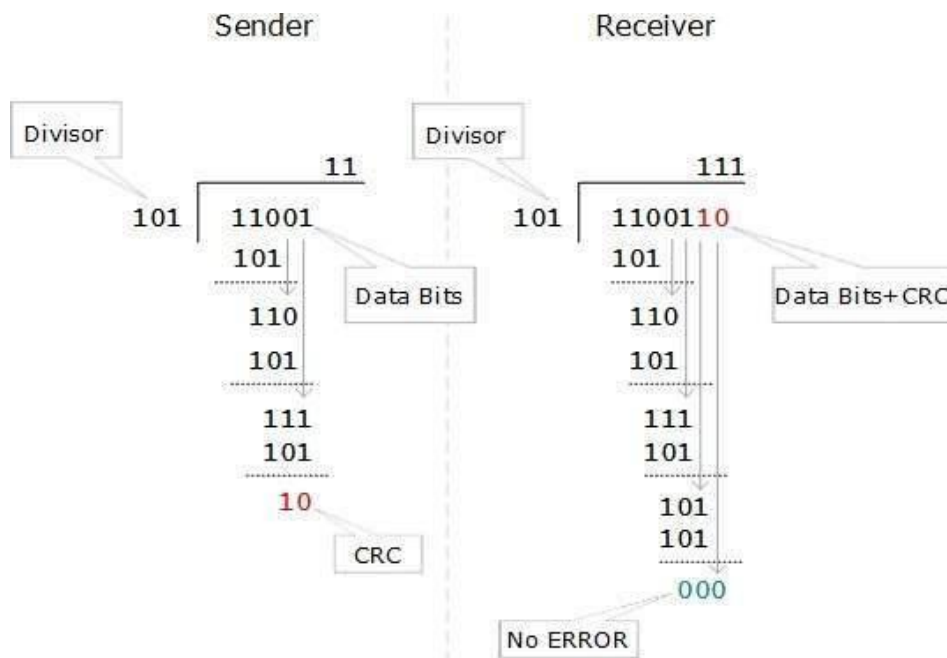 Sender
Divisor
11
101
11001
101
Data Bits
110
101
111
101
10
CRC
Receiver
Divisor
111
101
1100110
101
Data Bits+CRC
110
101
111
101
101
101
000
No ERROR